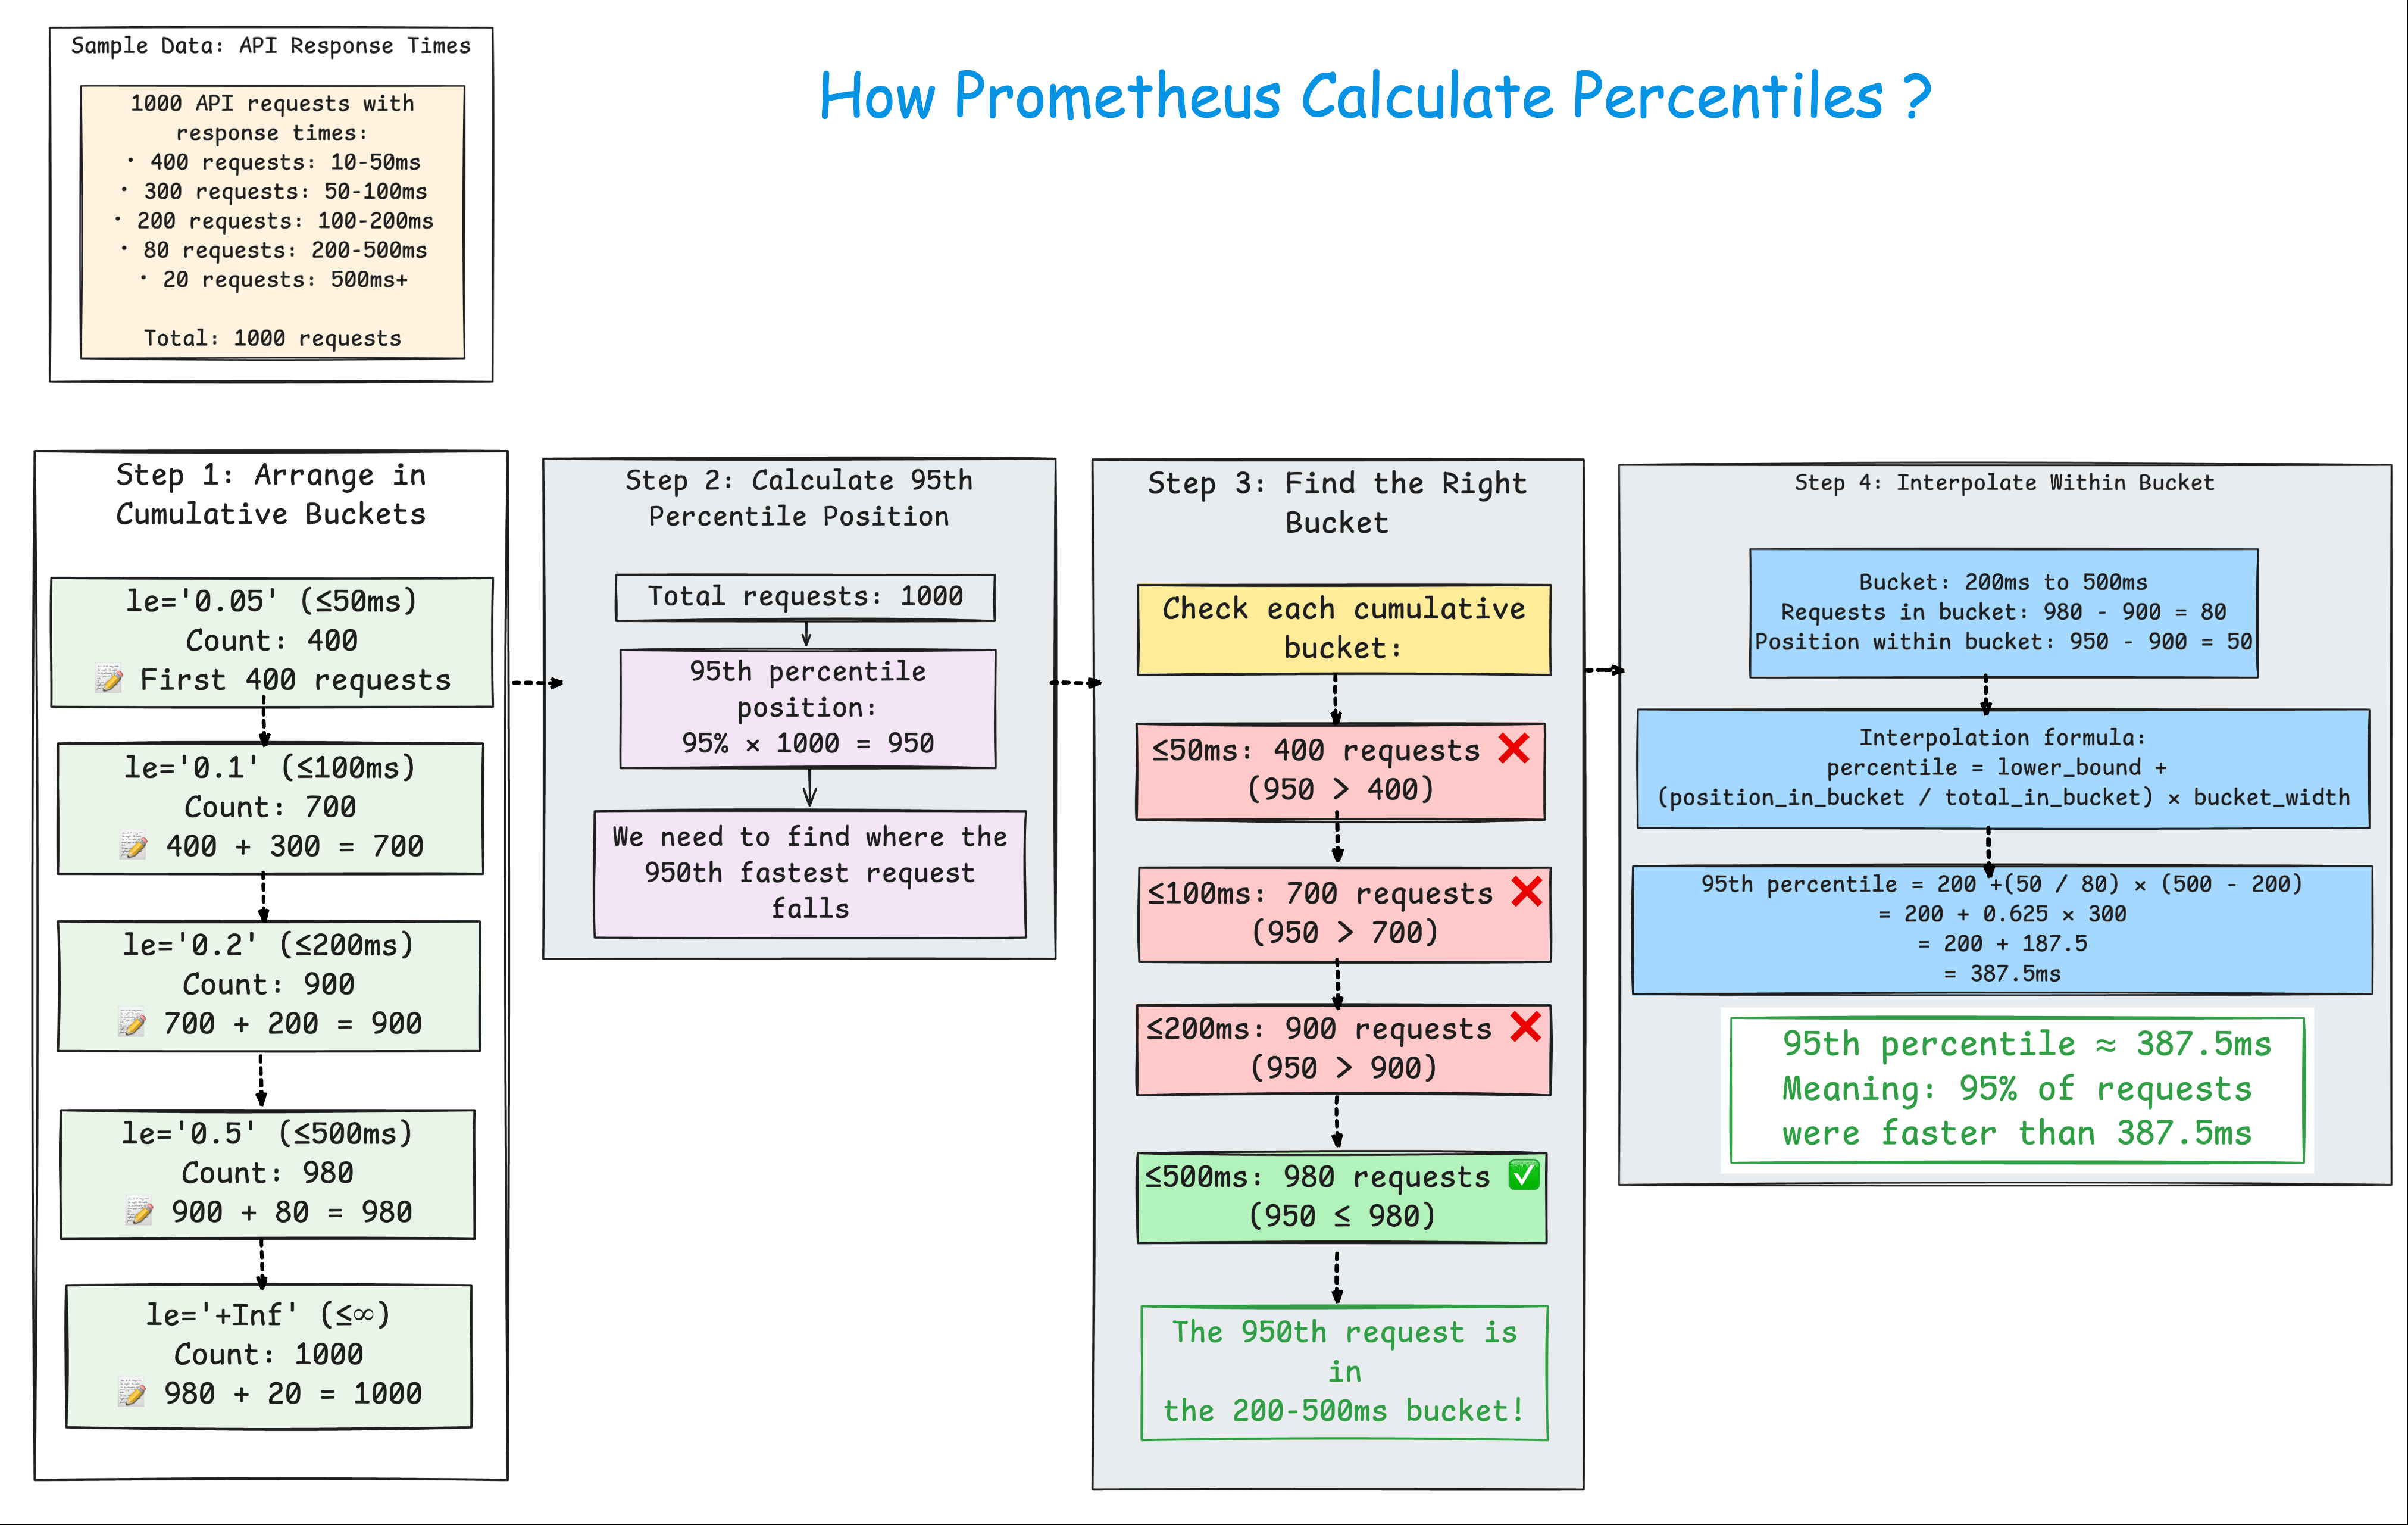 Sample Data: API Response Times
1000 API requests with
response times:
• 400 requests: 10-50ms
• 300 requests: 50-100ms
• 200 requests: 100-200ms
• 80 requests: 200-500ms
• 20 requests: 500ms+
Total: 1000 requests
How Prometheus Calculate Percentiles ?
Step 1: Arrange in
Cumulative Buckets
le='0.05' (≤50ms)
Count: 400
📝 First 400 requests
le='0.1' (≤100ms)
Count: 700
📝 400 + 300 = 700
le='0.2' (≤200ms)
Count: 900
📝 700 + 200 = 900
le='0.5' (≤500ms)
Count: 980
📝 900 + 80 = 980
le='+Inf' (≤∞)
Count: 1000
📝 980 + 20 = 1000
Step 2: Calculate 95th
Percentile Position
Total requests: 1000
95th percentile
position:
95% × 1000 = 950
We need to find where the
950th fastest request
falls
Step 3: Find the Right
Bucket
Check each cumulative
bucket:
≤50ms: 400 requests ❌
(950 > 400)
≤100ms: 700 requests ❌
(950 > 700)
≤200ms: 900 requests ❌
(950 > 900)
≤500ms: 980 requests ✅
(950 ≤ 980)
The 950th request is
in
the 200-500ms bucket!
Step 4: Interpolate Within Bucket
Bucket: 200ms to 500ms
Requests in bucket: 980 - 900 = 80
Position within bucket: 950 - 900 = 50
Interpolation formula:
percentile = lower_bound +
(position_in_bucket / total_in_bucket) × bucket_width
95th percentile = 200 +(50 / 80) × (500 - 200)
= 200 + 0.625 × 300
= 200 + 187.5
= 387.5ms
95th percentile ≈ 387.5ms
Meaning: 95% of requests
were faster than 387.5ms